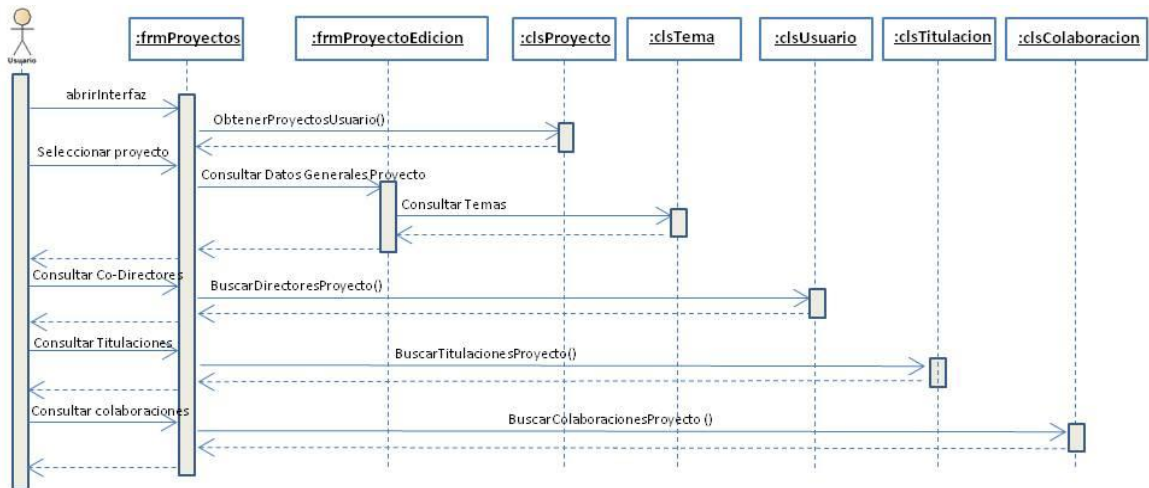 :frmProyectos
:frmProyectoEdicion
:clsProyecto
:clsTema
:clsUsuario
:clsTitulacion
:clsColaboracion
Usuario
abrirInterfaz
ObtenerProyectosUsuario()
Seleccionar proyecto
Consultar Datos Generales Proyecto
Consultar Temas
Consultar Co-Directores
BuscarDirectoresProyecto()
Consultar Titulaciones
BuscarTitulacionesProyecto()
Consultar colaboraciones
BuscarColaboracionesProyecto ()